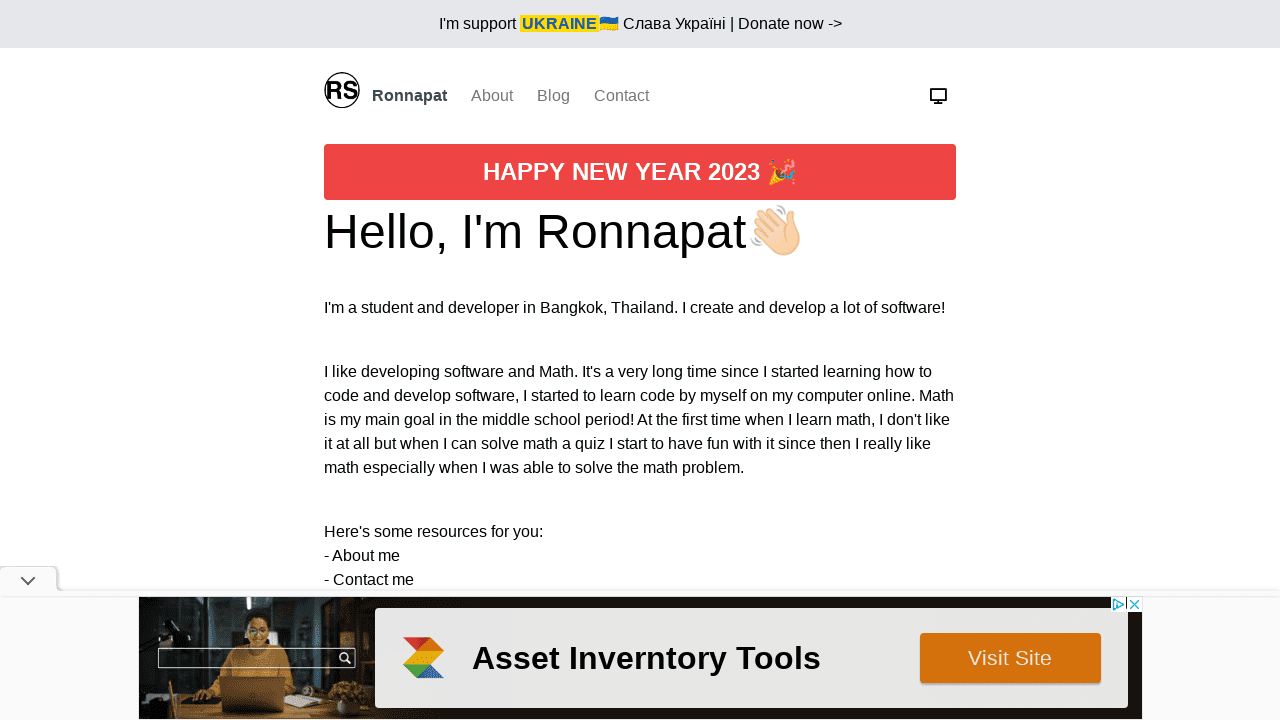 I'm support UKRAINE🇺🇦 Слава Україні | Donate now ->
RS Ronnapat About Blog Contact
HAPPY NEW YEAR 2023 🎉
Hello, I'm Ronnapat👋🏻
I'm a student and developer in Bangkok, Thailand. I create and develop a lot of software!
I like developing software and Math. It's a very long time since I started learning how to
code and develop software, I started to learn code by myself on my computer online. Math
is my main goal in the middle school period! At the first time when I learn math, I don't like
it at all but when I can solve math a quiz I start to have fun with it since then I really like
math especially when I was able to solve the math problem.
Here's some resources for you:
- About me
- Contact me
Asset Inverntory Tools
Visit Site